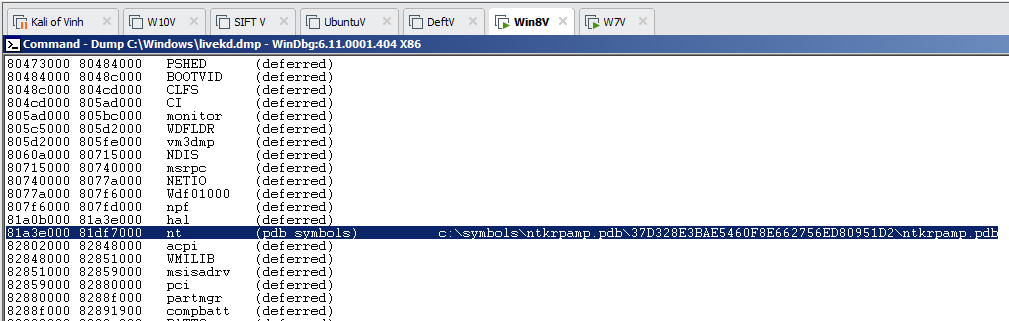 Kali of Vinh W10V SIFT V UbuntuV DeftV Win8V W7V
Command - Dump C:\Windows\livekd.dmp - WinDbg:6.11.0001.404 X86
80473000 80484000 PSHED (deferred)
80484000 8048c000 BOOTVID (deferred)
8048c000 804cd000 CLFS (deferred)
804cd000 805ad000 CI (deferred)
805ad000 805bc000 monitor (deferred)
805c5000 805d2000 WDFLDR (deferred)
805d2000 805fe000 vm3dmp (deferred)
8060a000 80715000 NDIS (deferred)
80715000 80740000 msrpc (deferred)
80740000 8077a000 NETIO (deferred)
8077a000 807f6000 Wdf01000 (deferred)
807f6000 807fd000 npf (deferred)
81a0b000 81a3e000 hal (deferred)
81a3e000 81df7000 nt (pdb symbols) c:\symbols\ntkrpamp.pdb\37D328E3BAE5460F8E662756ED80951D2\ntkrpamp.pdb
82802000 82848000 acpi (deferred)
82848000 82851000 WMILIB (deferred)
82851000 82859000 msisadrv (deferred)
82859000 82880000 pci (deferred)
82880000 8288f000 partmgr (deferred)
8288f000 82891900 compbatt (deferred)